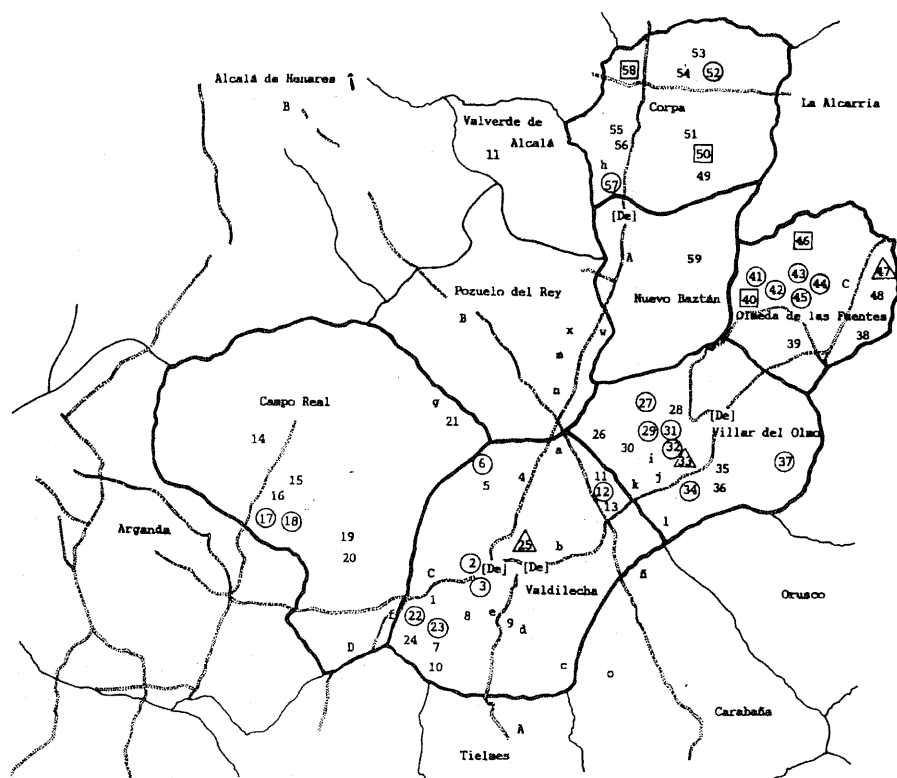 53
58 54 52
Alcalá de Henares
B
La Alcarria
Corpa
Valverde de
Alcalá
55
56
51
11
50
h
49
57
[De]
46
A
59
41 43
47
42 44 C
40 45 48
Pozuelo del Rey
Nuevo Baztán
Olmeda de las Fuentes
B
x w
38
39
m
n
Campo Real
g
27
28
[De]
21
14
26
29 31
Villar del Olmo
30 32
a
6
i 33
37
4
5
15
11
j 35
k
16
12
34 36
13
17 18
l
Arganda
19
25 b
20
2
[De] [De]
C
3
Valdilecha
ñ
Orusco
1
e
f 22
8
9
d
23
24
7
D
10
c
o
Carabaña
A
Tielmes